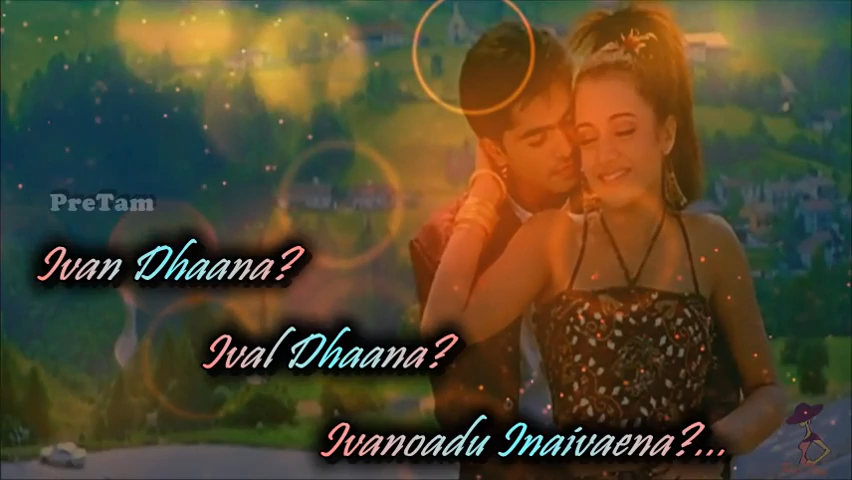 PreTam
Ivan Dhaana?
Ival Dhaana?
Ivanoadu Inaivaena?...